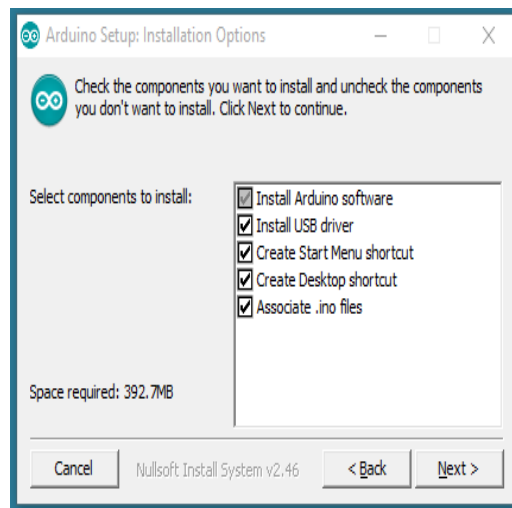 Arduino Setup: Installation Options
Check the components you want to install and uncheck the components
you don't want to install. Click Next to continue.
Select components to install:
Install Arduino software
Install USB driver
Create Start Menu shortcut
Create Desktop shortcut
Associate .ino files
Space required: 392.7MB
Cancel
Nullsoft Install System v2.46
< Back
Next >